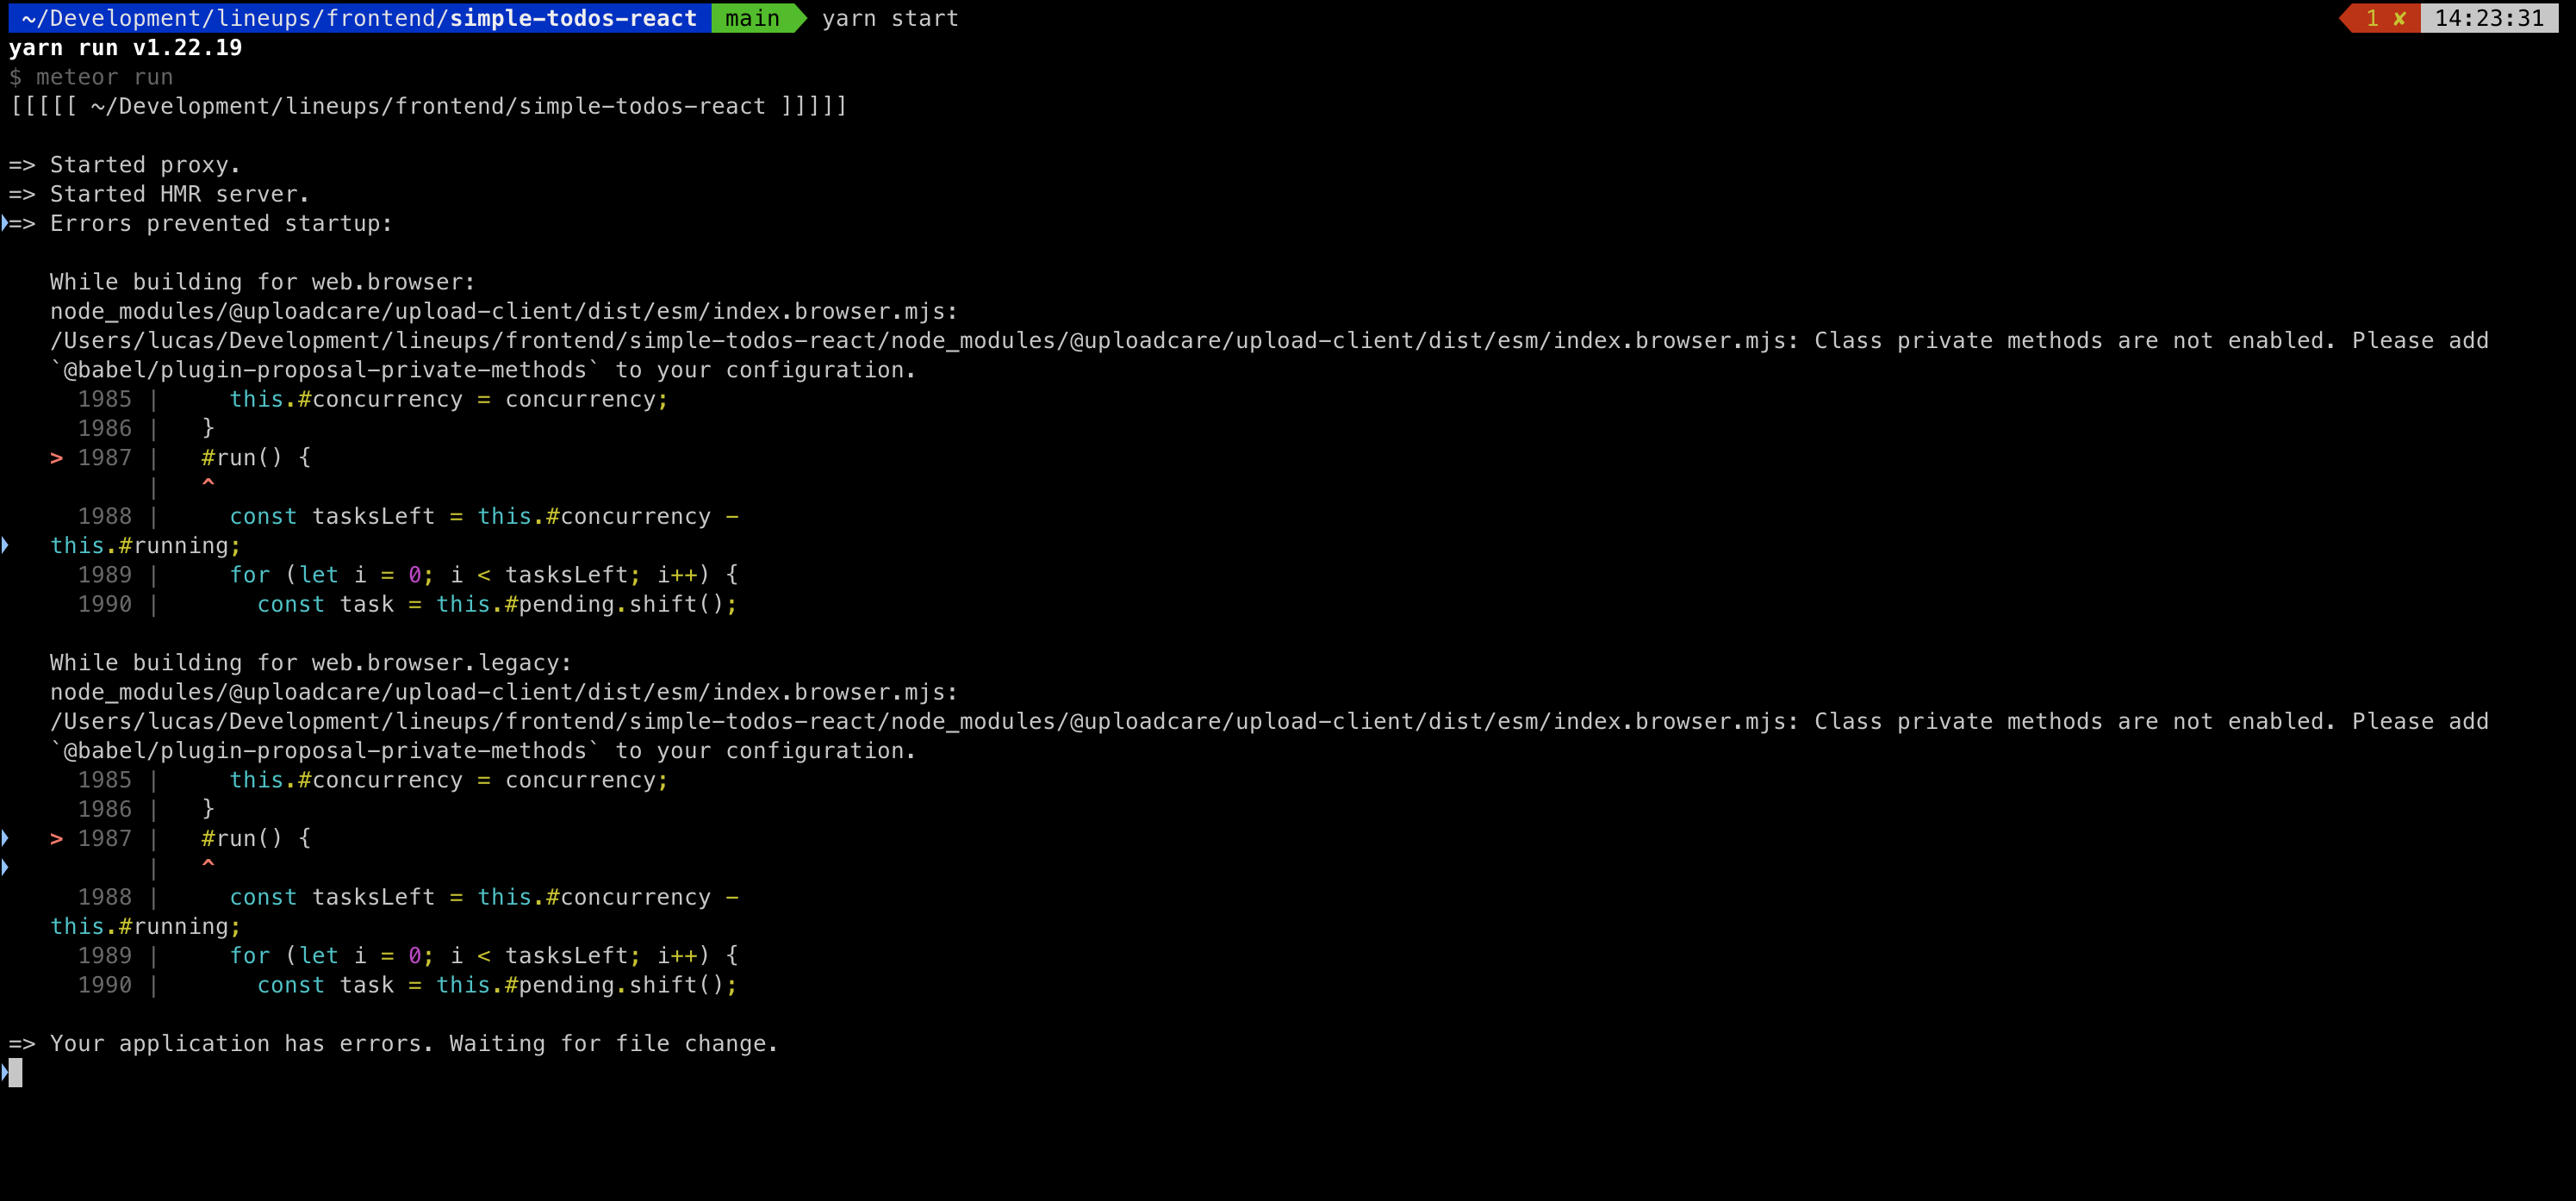 ~/Development/lineups/frontend/simple-todos-react main yarn start 1 ✘ 14:23:31
yarn run v1.22.19
$ meteor run
[[[[[ ~/Development/lineups/frontend/simple-todos-react ]]]]]
=> Started proxy.
=> Started HMR server.
=> Errors prevented startup:
While building for web.browser:
node_modules/@uploadcare/upload-client/dist/esm/index.browser.mjs:
/Users/lucas/Development/lineups/frontend/simple-todos-react/node_modules/@uploadcare/upload-client/dist/esm/index.browser.mjs: Class private methods are not enabled. Please add
`@babel/plugin-proposal-private-methods` to your configuration.
1985 |     this.#concurrency = concurrency;
1986 |   }
> 1987 |   #run() {
|   ^
1988 |     const tasksLeft = this.#concurrency -
this.#running;
1989 |     for (let i = 0; i < tasksLeft; i++) {
1990 |       const task = this.#pending.shift();
While building for web.browser.legacy:
node_modules/@uploadcare/upload-client/dist/esm/index.browser.mjs:
/Users/lucas/Development/lineups/frontend/simple-todos-react/node_modules/@uploadcare/upload-client/dist/esm/index.browser.mjs: Class private methods are not enabled. Please add
`@babel/plugin-proposal-private-methods` to your configuration.
1985 |     this.#concurrency = concurrency;
1986 |   }
> 1987 |   #run() {
|   ^
1988 |     const tasksLeft = this.#concurrency -
this.#running;
1989 |     for (let i = 0; i < tasksLeft; i++) {
1990 |       const task = this.#pending.shift();
=> Your application has errors. Waiting for file change.